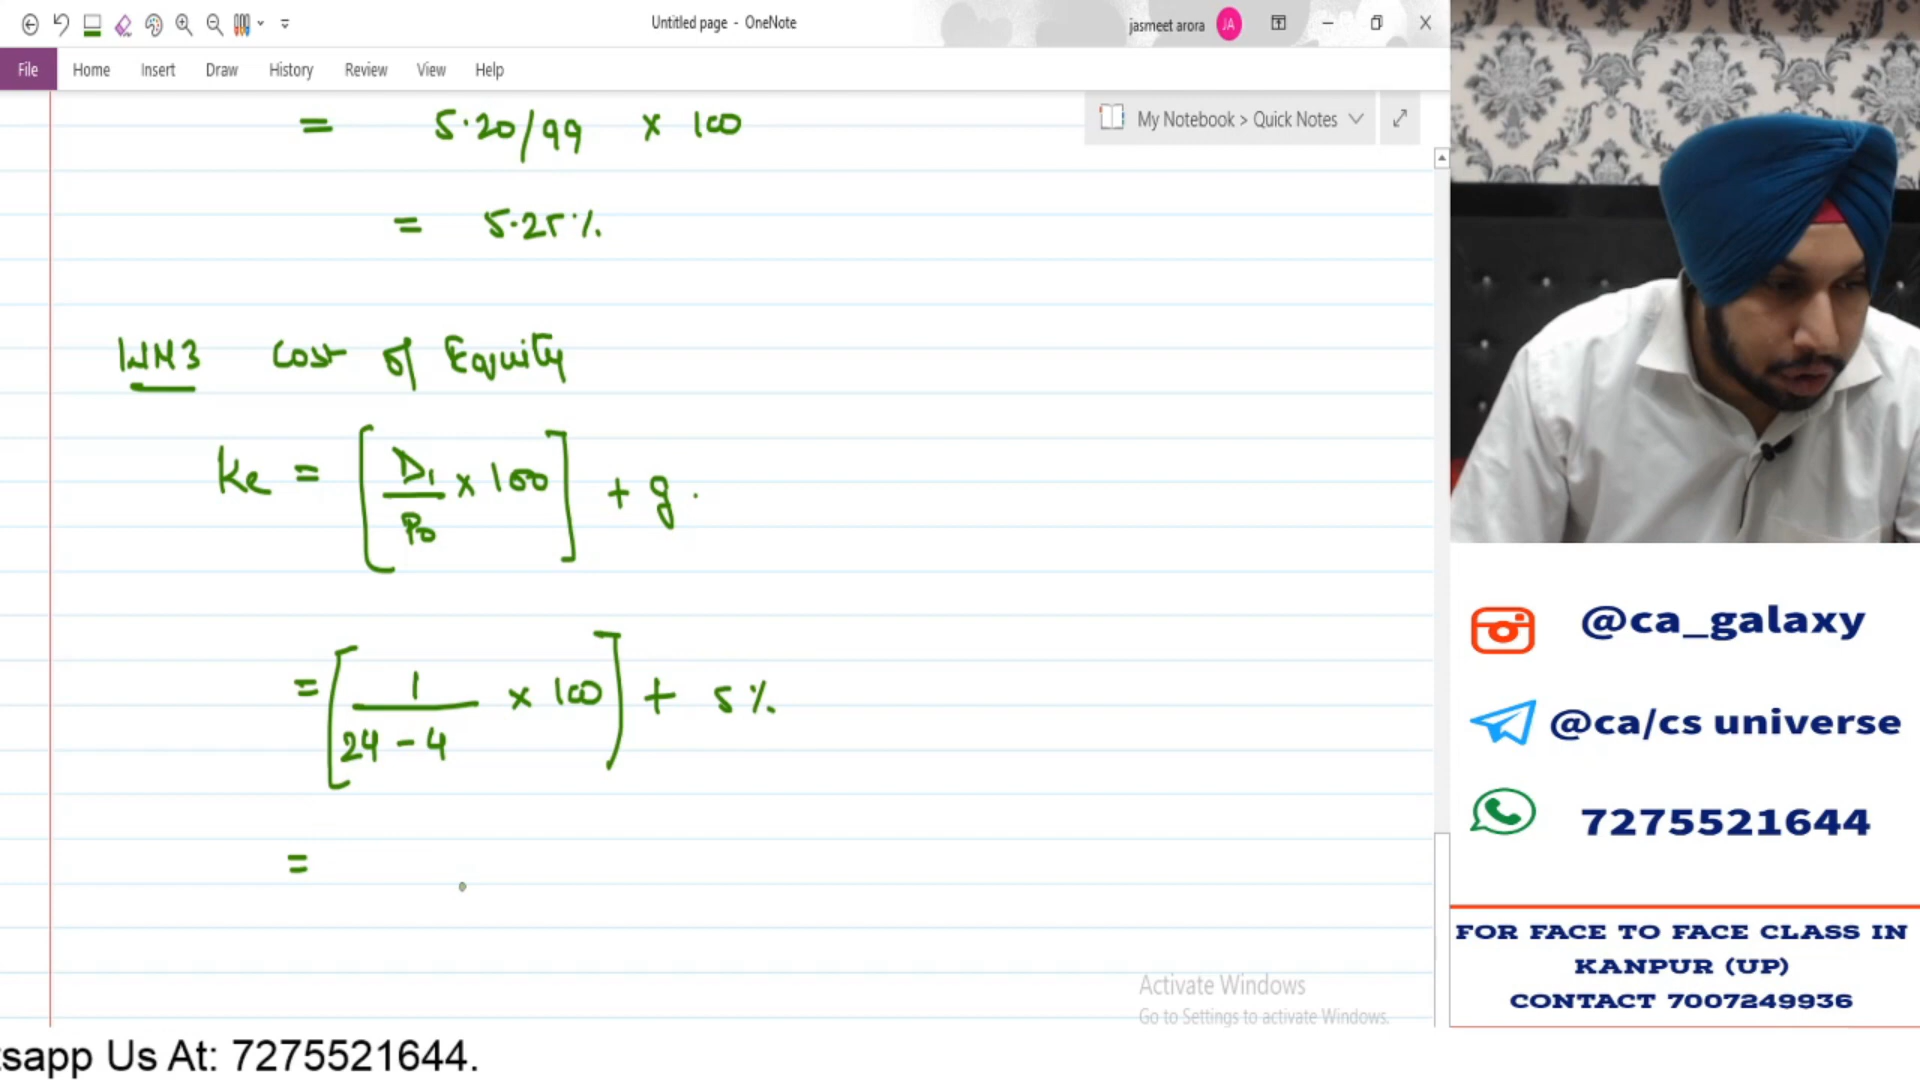 Untitled page - OneNote
jasmeet arora JA
File Home Insert Draw History Review View Help
My Notebook > Quick Notes
= 5.20/99 × 100
= 5.25%
WN3 Cost of Equity
Ke = [D1/P0 × 100] + g.
= [1/24 - 4 × 100] + 5%
=
@ca_galaxy
@ca/cs universe
7275521644
FOR FACE TO FACE CLASS IN
KANPUR (UP)
CONTACT 7007249936
Activate Windows
Go to Settings to activate Windows.
tsapp Us At: 7275521644.